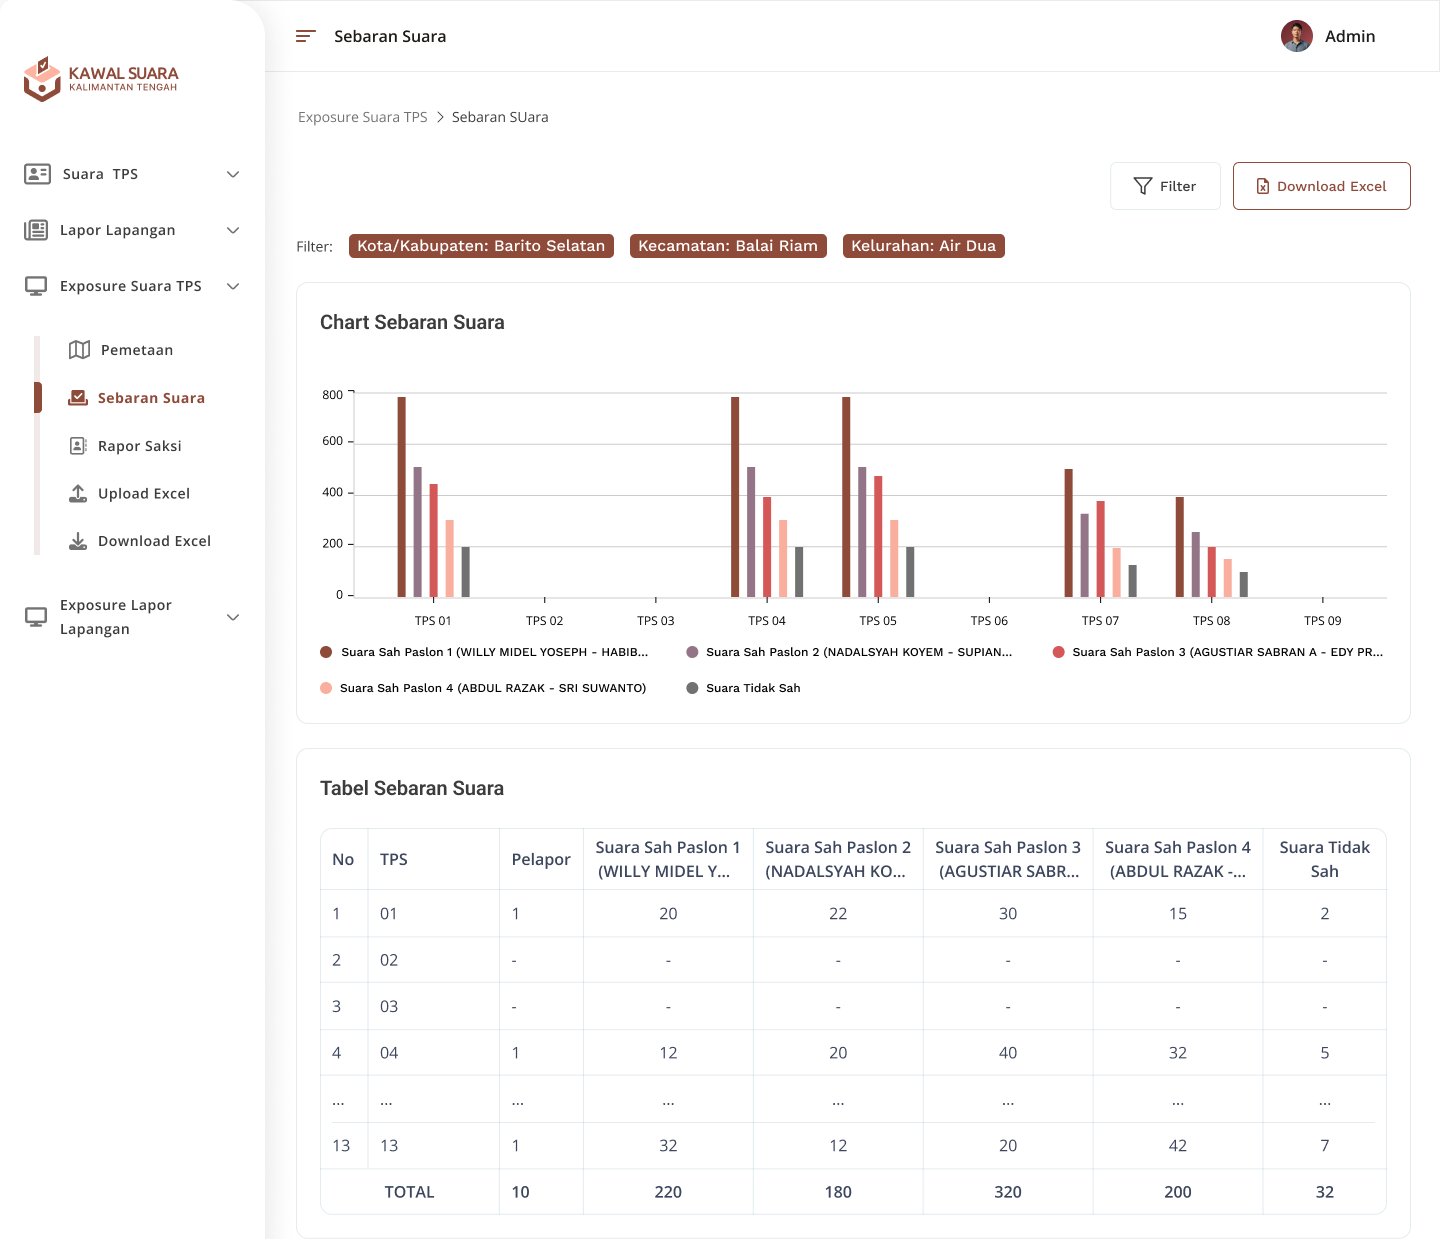 KAWAL SUARA
KALIMANTAN TENGAH
Suara TPS
Lapor Lapangan
Exposure Suara TPS
Pemetaan
Sebaran Suara
Rapor Saksi
Upload Excel
Download Excel
Exposure Lapor
Lapangan
Sebaran Suara
Admin
Exposure Suara TPS > Sebaran SUara
Filter
Download Excel
Filter: Kota/Kabupaten: Barito Selatan Kecamatan: Balai Riam Kelurahan: Air Dua
Chart Sebaran Suara
800
600
400
200
0
TPS 01 TPS 02 TPS 03 TPS 04 TPS 05 TPS 06 TPS 07 TPS 08 TPS 09
Suara Sah Paslon 1 (WILLY MIDEL YOSEPH - HABIB... Suara Sah Paslon 2 (NADALSYAH KOYEM - SUPIAN... Suara Sah Paslon 3 (AGUSTIAR SABRAN A - EDY PR...
Suara Sah Paslon 4 (ABDUL RAZAK - SRI SUWANTO) Suara Tidak Sah
Tabel Sebaran Suara
No TPS Pelapor Suara Sah Paslon 1 (WILLY MIDEL Y... Suara Sah Paslon 2 (NADALSYAH KO... Suara Sah Paslon 3 (AGUSTIAR SABR... Suara Sah Paslon 4 (ABDUL RAZAK -... Suara Tidak Sah
1 01 1 20 22 30 15 2
2 02 - - - - - -
3 03 - - - - - -
4 04 1 12 20 40 32 5
... ... ... ... ... ... ... ...
13 13 1 32 12 20 42 7
TOTAL 10 220 180 320 200 32